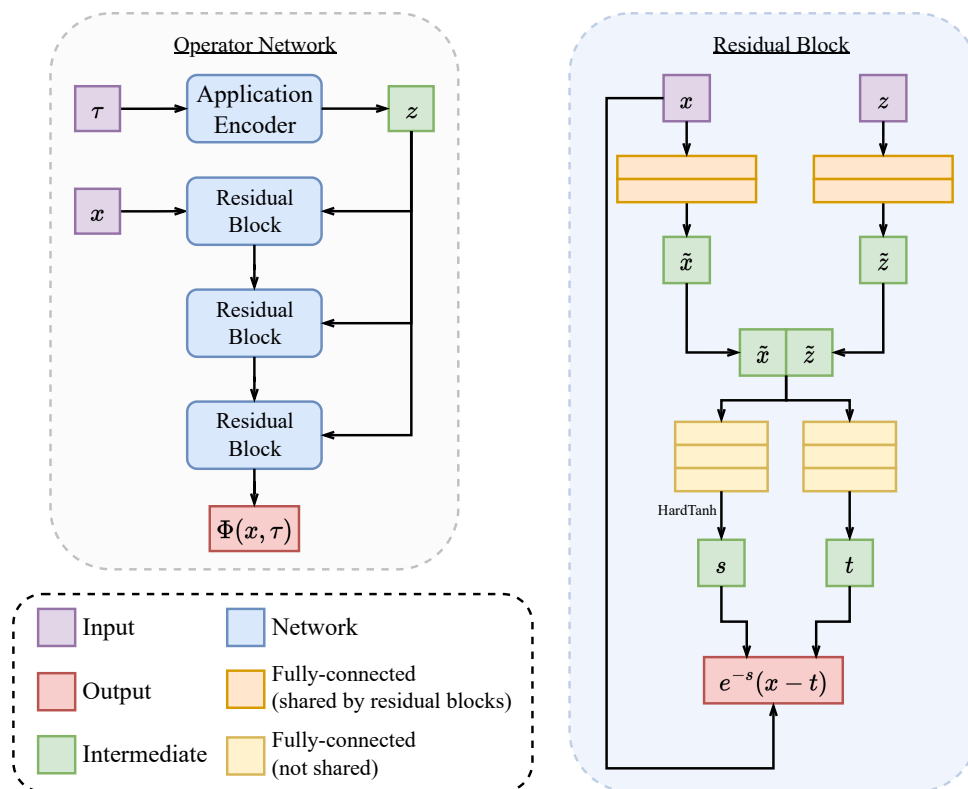 Operator Network
τ
Application
Encoder
z
x
Residual
Block
Residual
Block
Residual
Block
Φ(x, τ)
Input
Network
Output
Fully-connected
(shared by residual blocks)
Intermediate
Fully-connected
(not shared)
Residual Block
x
z
x̃
z̃
x̃ z̃
HardTanh
s
t
e⁻ˢ(x − t)